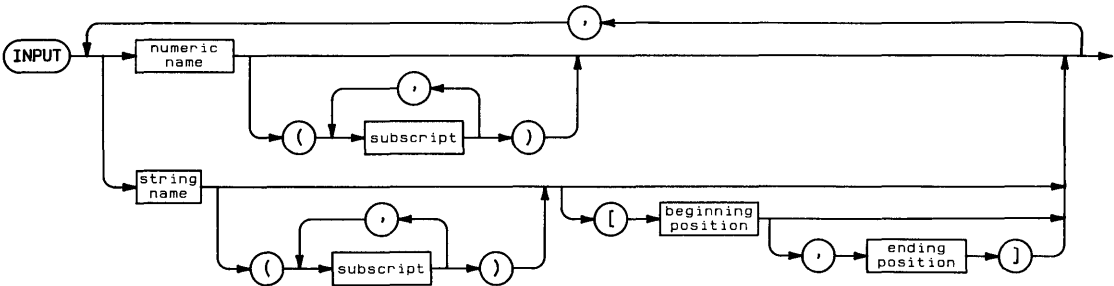 ,
INPUT
numeric
name
,
( subscript )
string
name
[ beginning
position
,
, ending
position ]
( subscript )